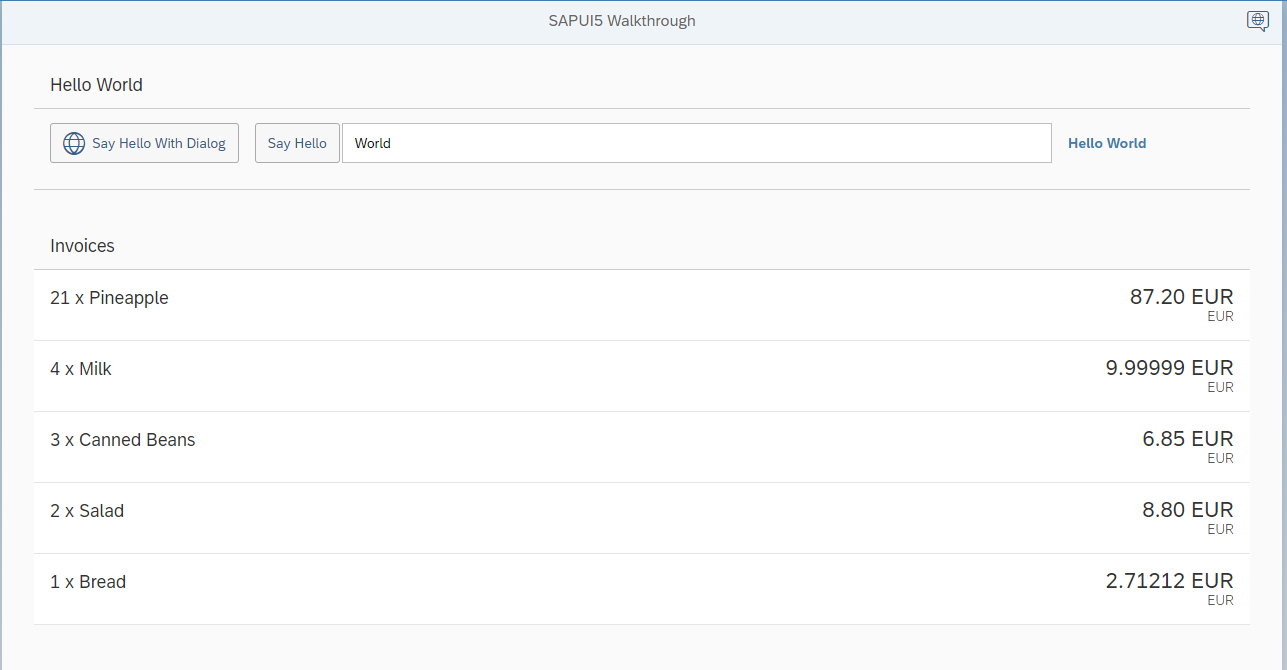 SAPUI5 Walkthrough
Hello World
Say Hello With Dialog Say Hello World Hello World
Invoices
21 x Pineapple 87.20 EUR
EUR
4 x Milk 9.99999 EUR
EUR
3 x Canned Beans 6.85 EUR
EUR
2 x Salad 8.80 EUR
EUR
1 x Bread 2.71212 EUR
EUR